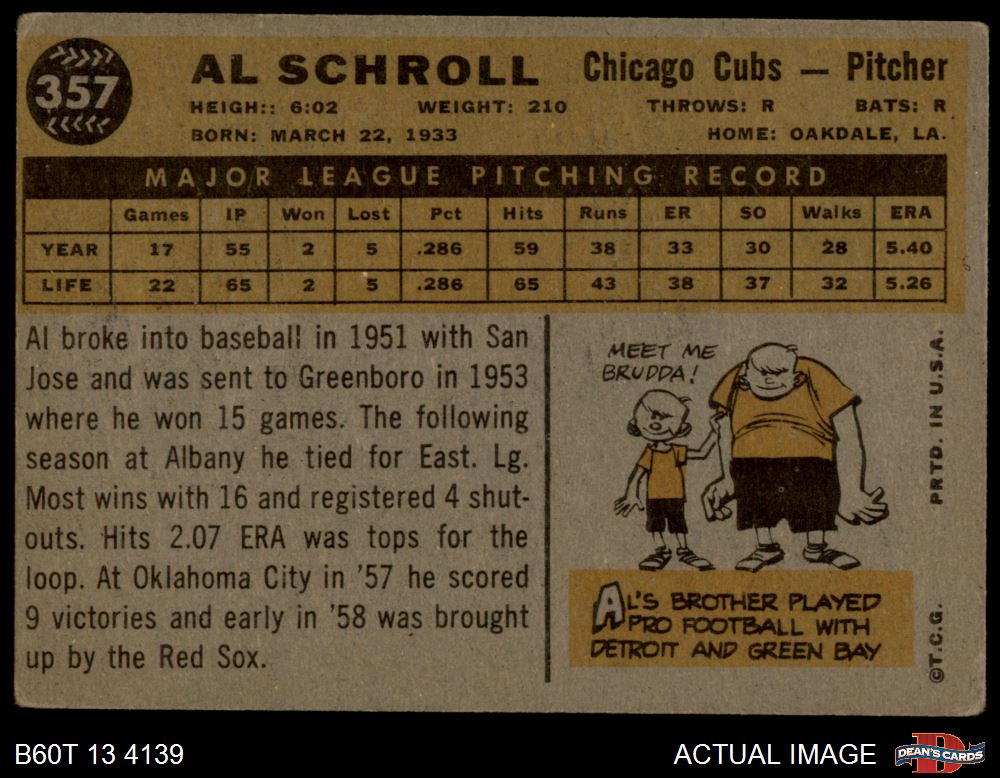 357
AL SCHROLL Chicago Cubs — Pitcher
HEIGH:: 6:02 WEIGHT: 210 THROWS: R BATS: R
BORN: MARCH 22, 1933 HOME: OAKDALE, LA.
MAJOR LEAGUE PITCHING RECORD
Games IP Won Lost Pct Hits Runs ER SO Walks ERA
YEAR 17 55 2 5 .286 59 38 33 30 28 5.40
LIFE 22 65 2 5 .286 65 43 38 37 32 5.26
Al broke into baseball in 1951 with San
Jose and was sent to Greenboro in 1953
where he won 15 games. The following
season at Albany he tied for East. Lg.
Most wins with 16 and registered 4 shut-
outs. Hits 2.07 ERA was tops for the
loop. At Oklahoma City in '57 he scored
9 victories and early in '58 was brought
up by the Red Sox.
MEET ME
BRUDDA!
AL'S BROTHER PLAYED
PRO FOOTBALL WITH
DETROIT AND GREEN BAY
©T.C.G. PRTD. IN U.S.A.
B60T 13 4139 ACTUAL IMAGE DEAN'S CARDS